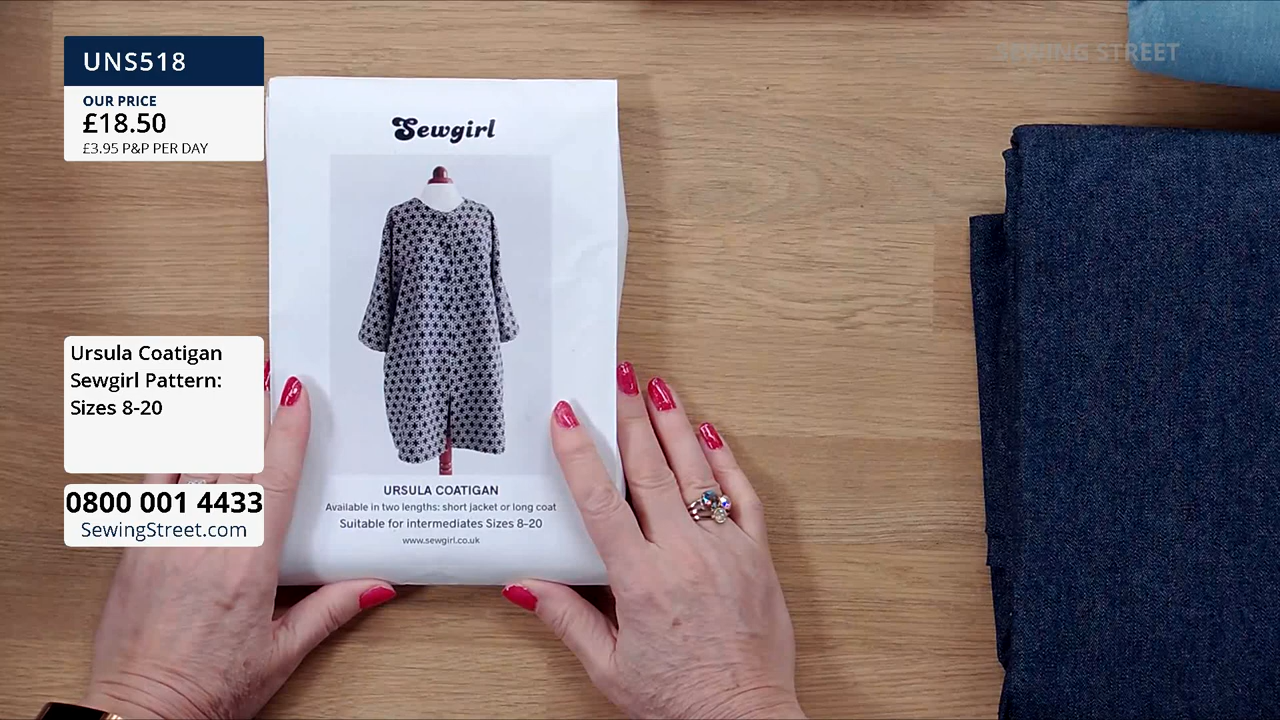 UNS518
OUR PRICE
£18.50
£3.95 P&P PER DAY
SEWING STREET
Sewgirl
URSULA COATIGAN
Available in two lengths: short jacket or long coat
Suitable for intermediates Sizes 8-20
www.sewgirl.co.uk
Ursula Coatigan
Sewgirl Pattern:
Sizes 8-20
0800 001 4433
SewingStreet.com